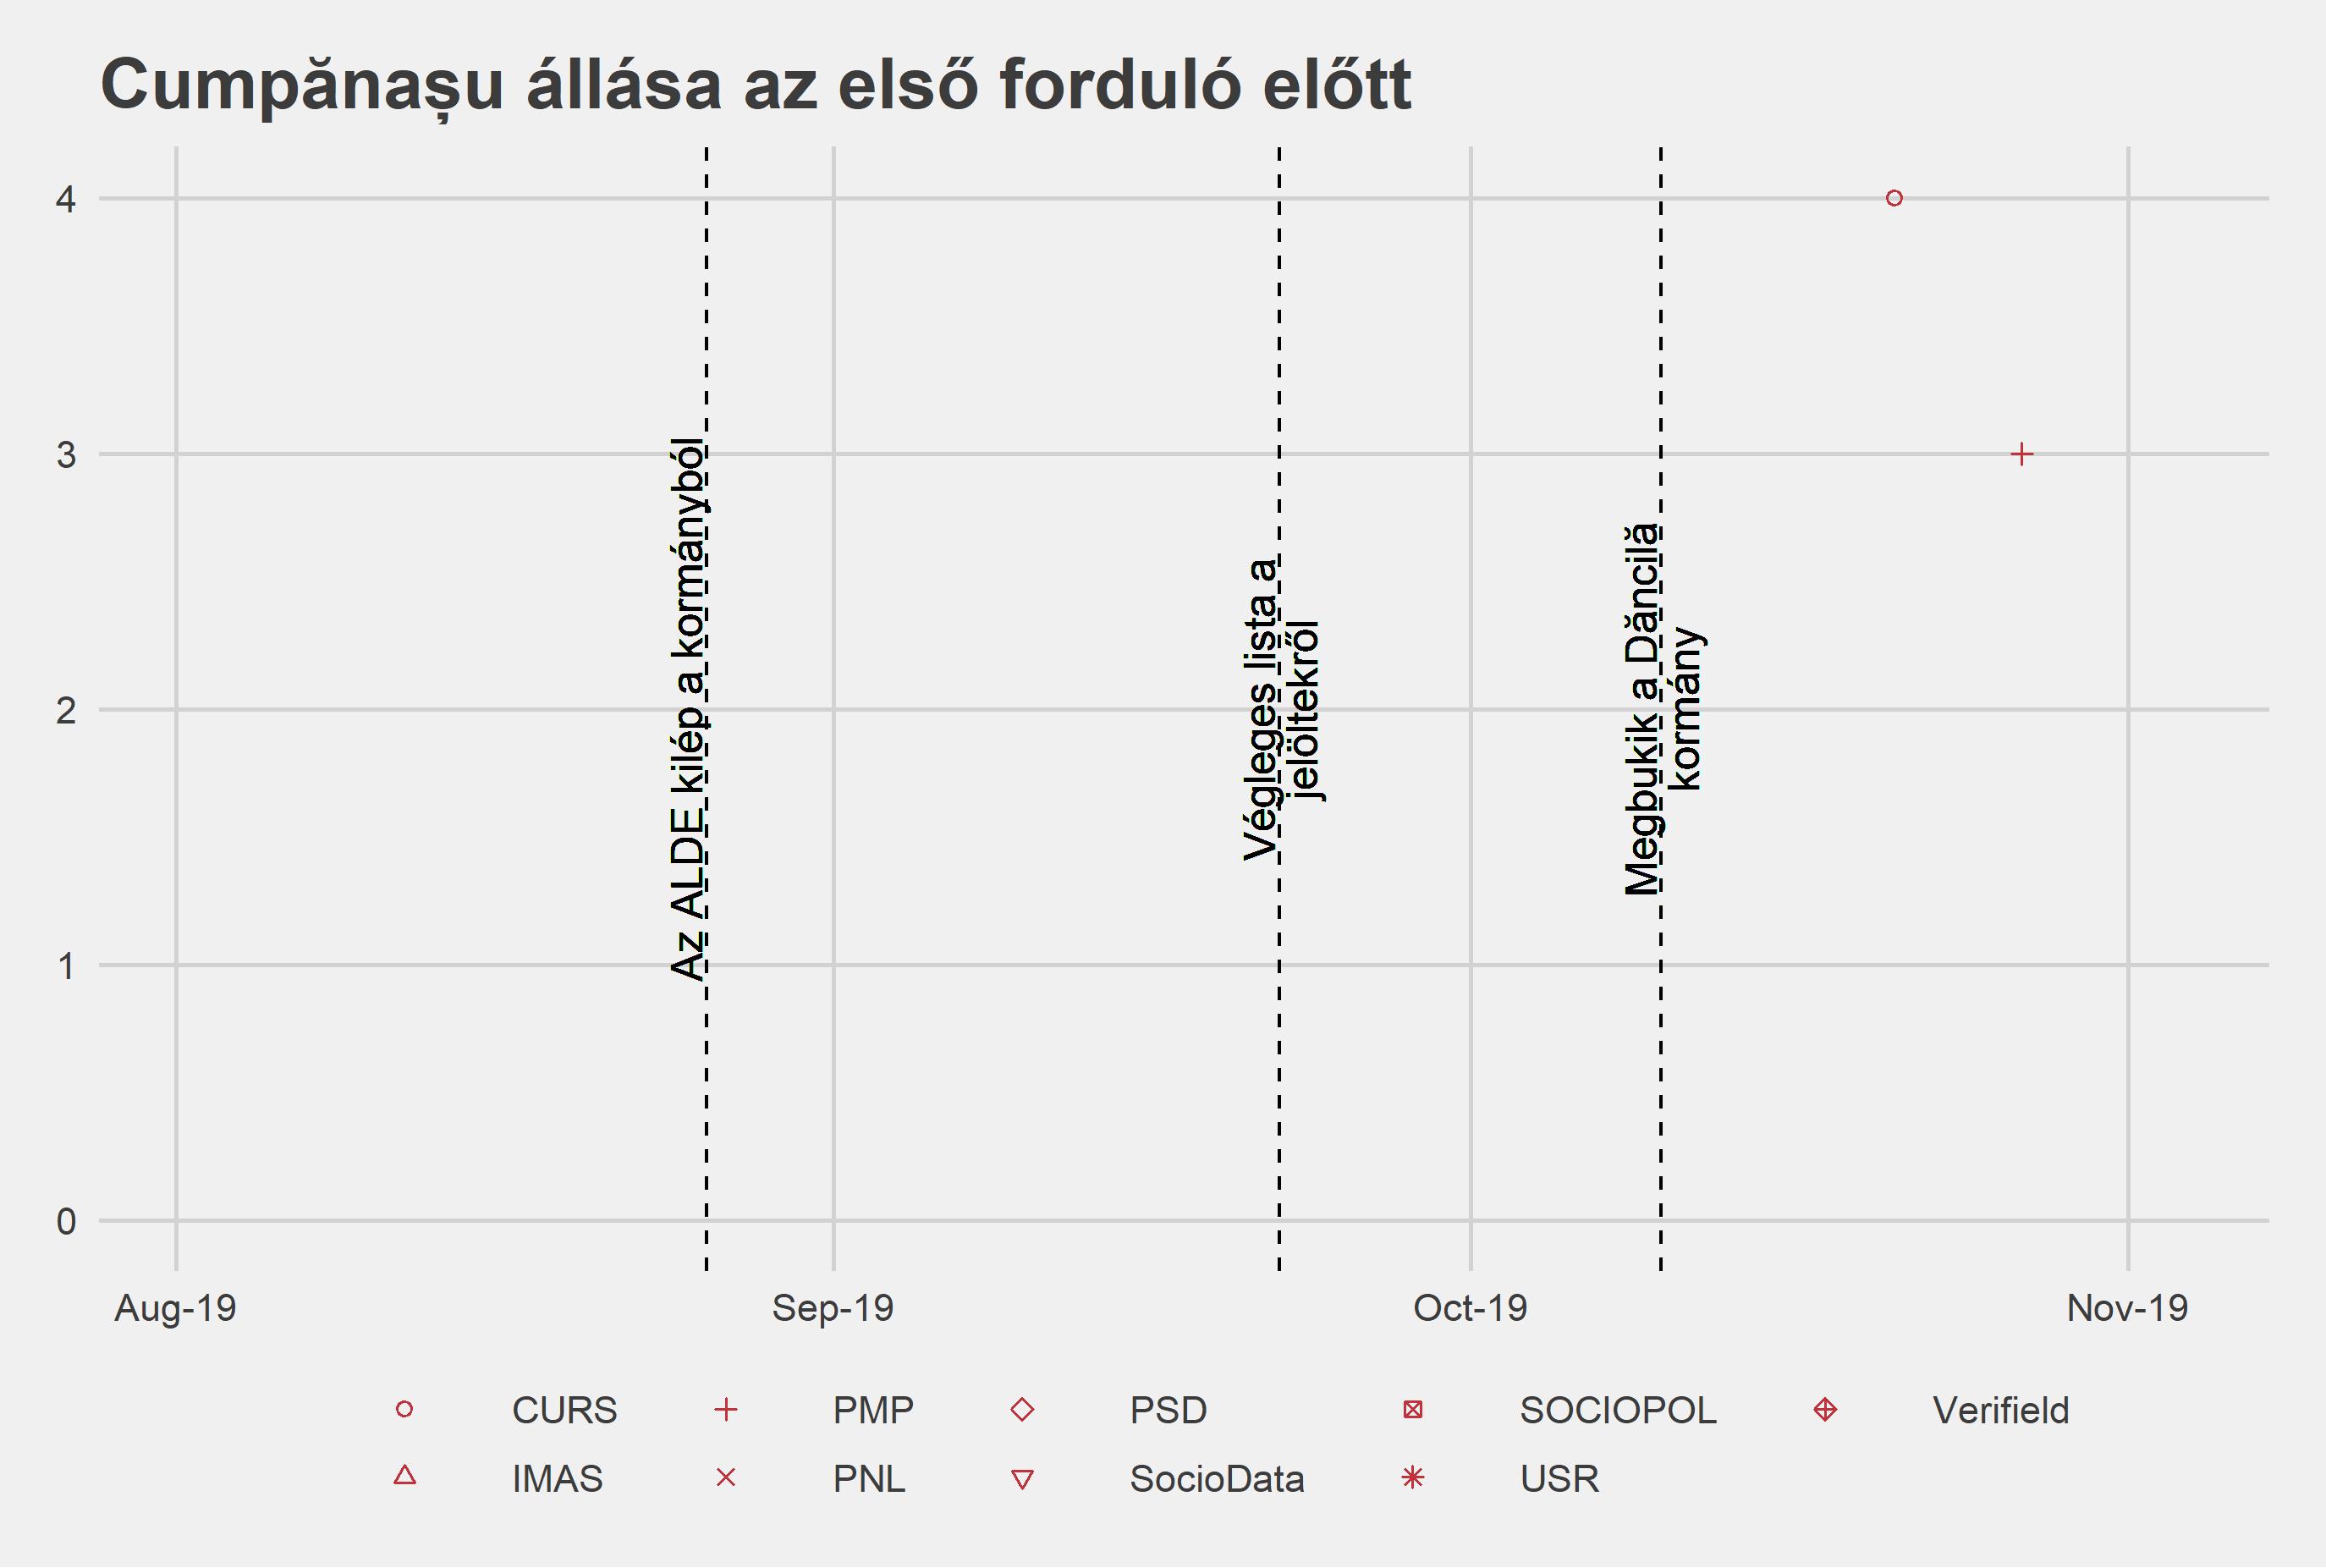 Cumpănașu állása az első forduló előtt
4
3
2
1
0
Az ALDE kilép a kormányból
Végleges lista a
jelöltekről
Megbukik a Dăncilă
kormány
Aug-19
Sep-19
Oct-19
Nov-19
CURS
PMP
PSD
SOCIOPOL
Verifield
IMAS
PNL
SocioData
USR